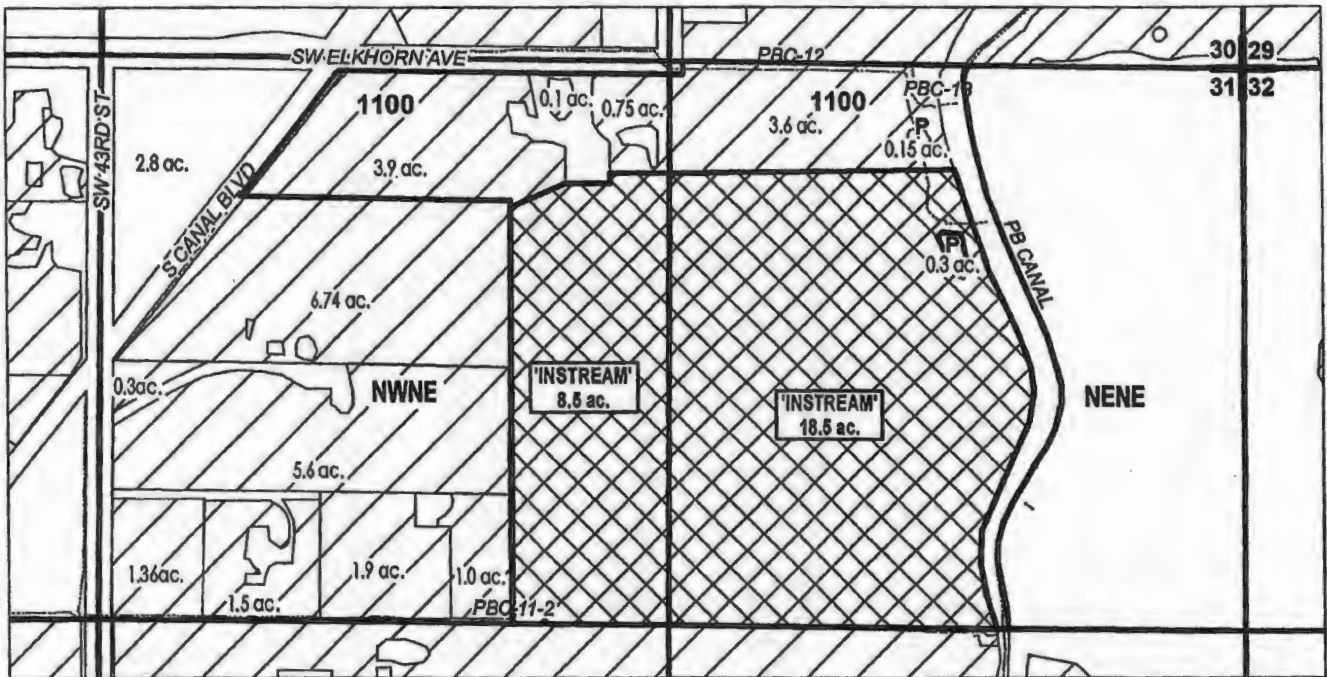 SW ELKHORN AVE
PBC-12
30 29
31 32
SW 43RD ST
2.8 ac.
S CANAL BLVD
1100
3.9 ac.
0.1 ac.
0.75 ac.
1100
3.6 ac.
PBC-13
P
0.15 ac.
PB CANAL
P
0.3 ac.
6.74 ac.
0.3ac.
NWNE
'INSTREAM'
8.5 ac.
'INSTREAM'
18.5 ac.
NENE
5.6 ac.
1.36ac.
1.5 ac.
1.9 ac.
1.0 ac.
PBC-11-2